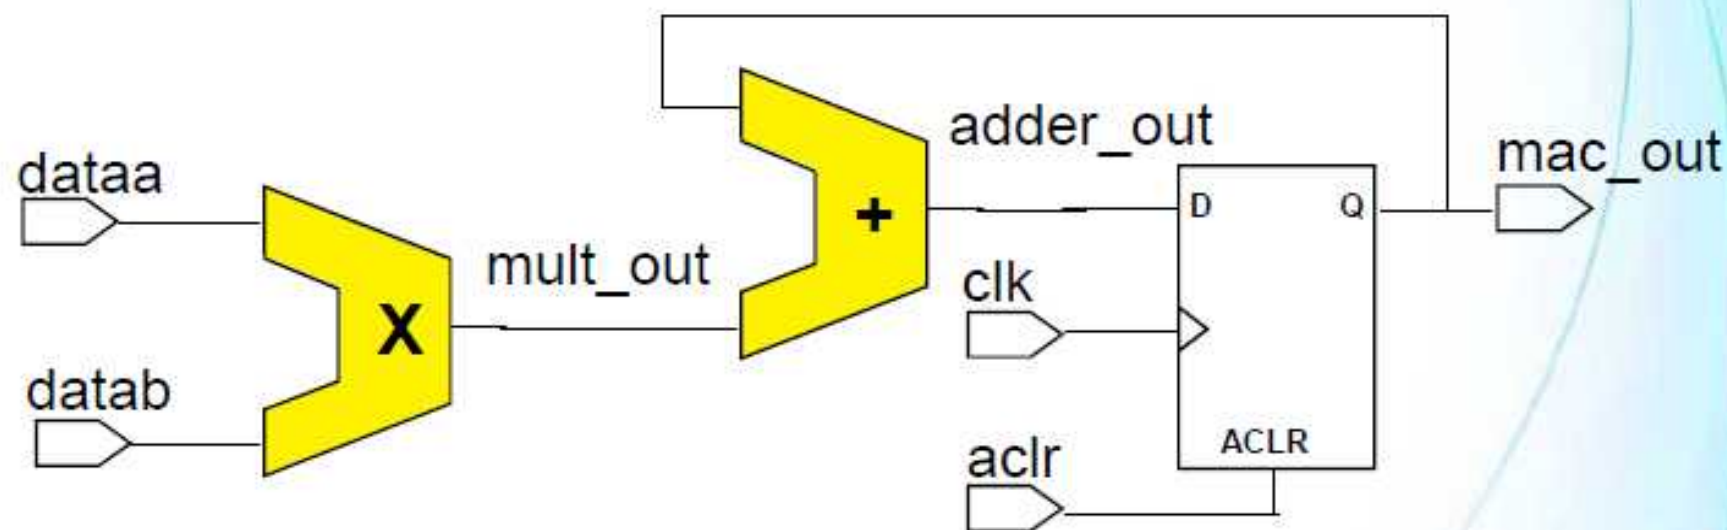 dataa
datab
X
mult_out
+
adder_out
clk
aclr
D
Q
ACLR
mac_out